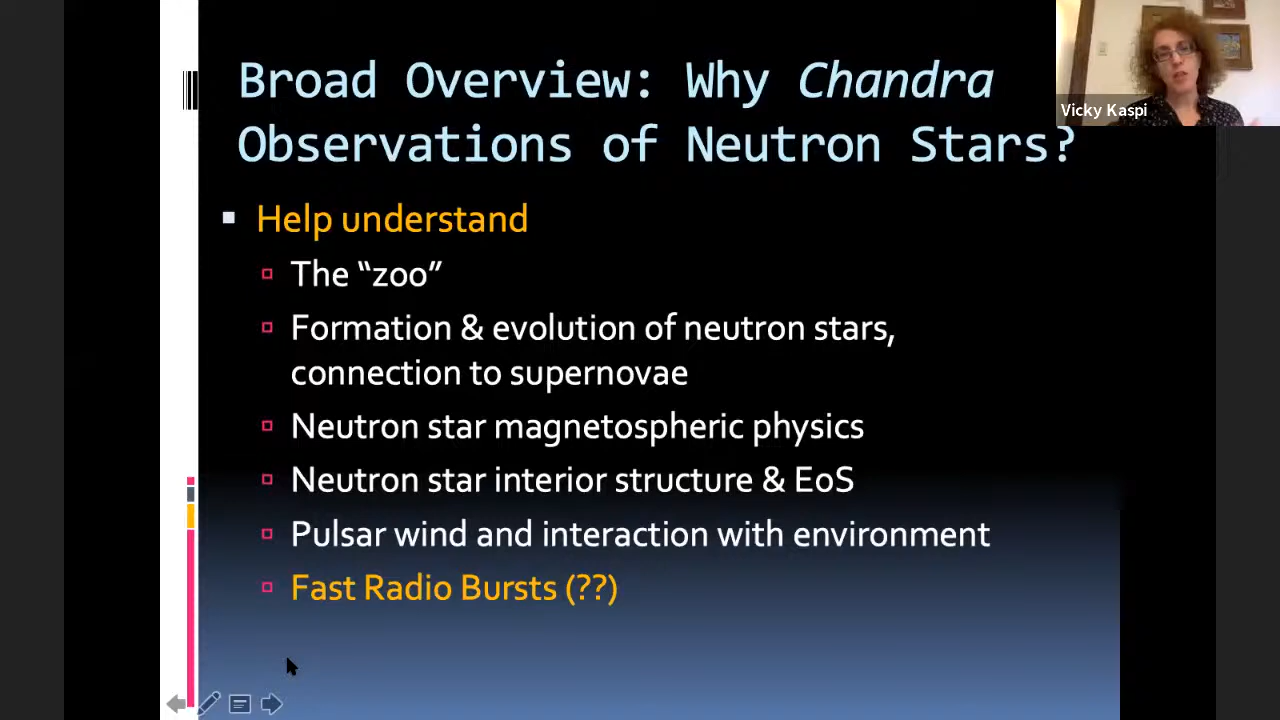 Broad Overview: Why Chandra
Observations of Neutron Stars?
Vicky Kaspi
Help understand
The “zoo”
Formation & evolution of neutron stars,
connection to supernovae
Neutron star magnetospheric physics
Neutron star interior structure & EoS
Pulsar wind and interaction with environment
Fast Radio Bursts (??)